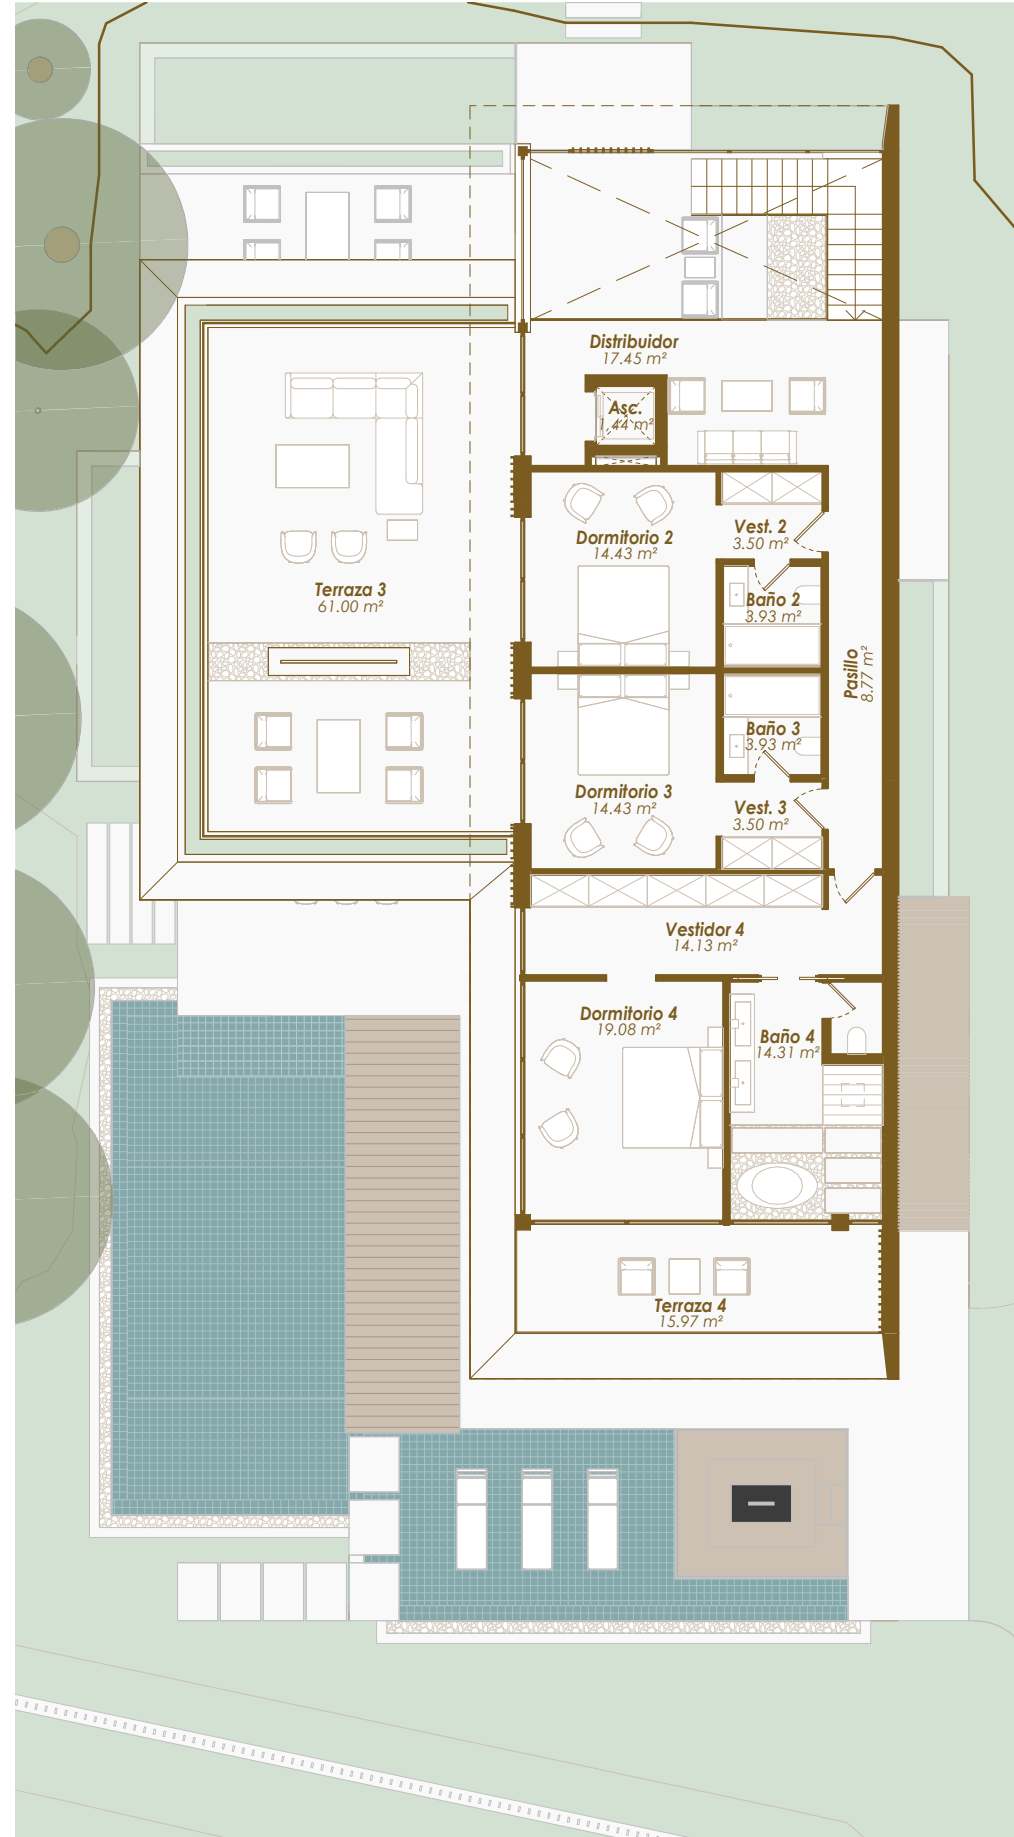 Distribuidor
17.45 m²
Asc.
1.44 m²
Dormitorio 2
14.43 m²
Vest. 2
3.50 m²
Terraza 3
61.00 m²
Baño 2
3.93 m²
Pasillo
8.77 m²
Baño 3
3.93 m²
Dormitorio 3
14.43 m²
Vest. 3
3.50 m²
Vestidor 4
14.13 m²
Dormitorio 4
19.08 m²
Baño 4
14.31 m²
Terraza 4
15.97 m²